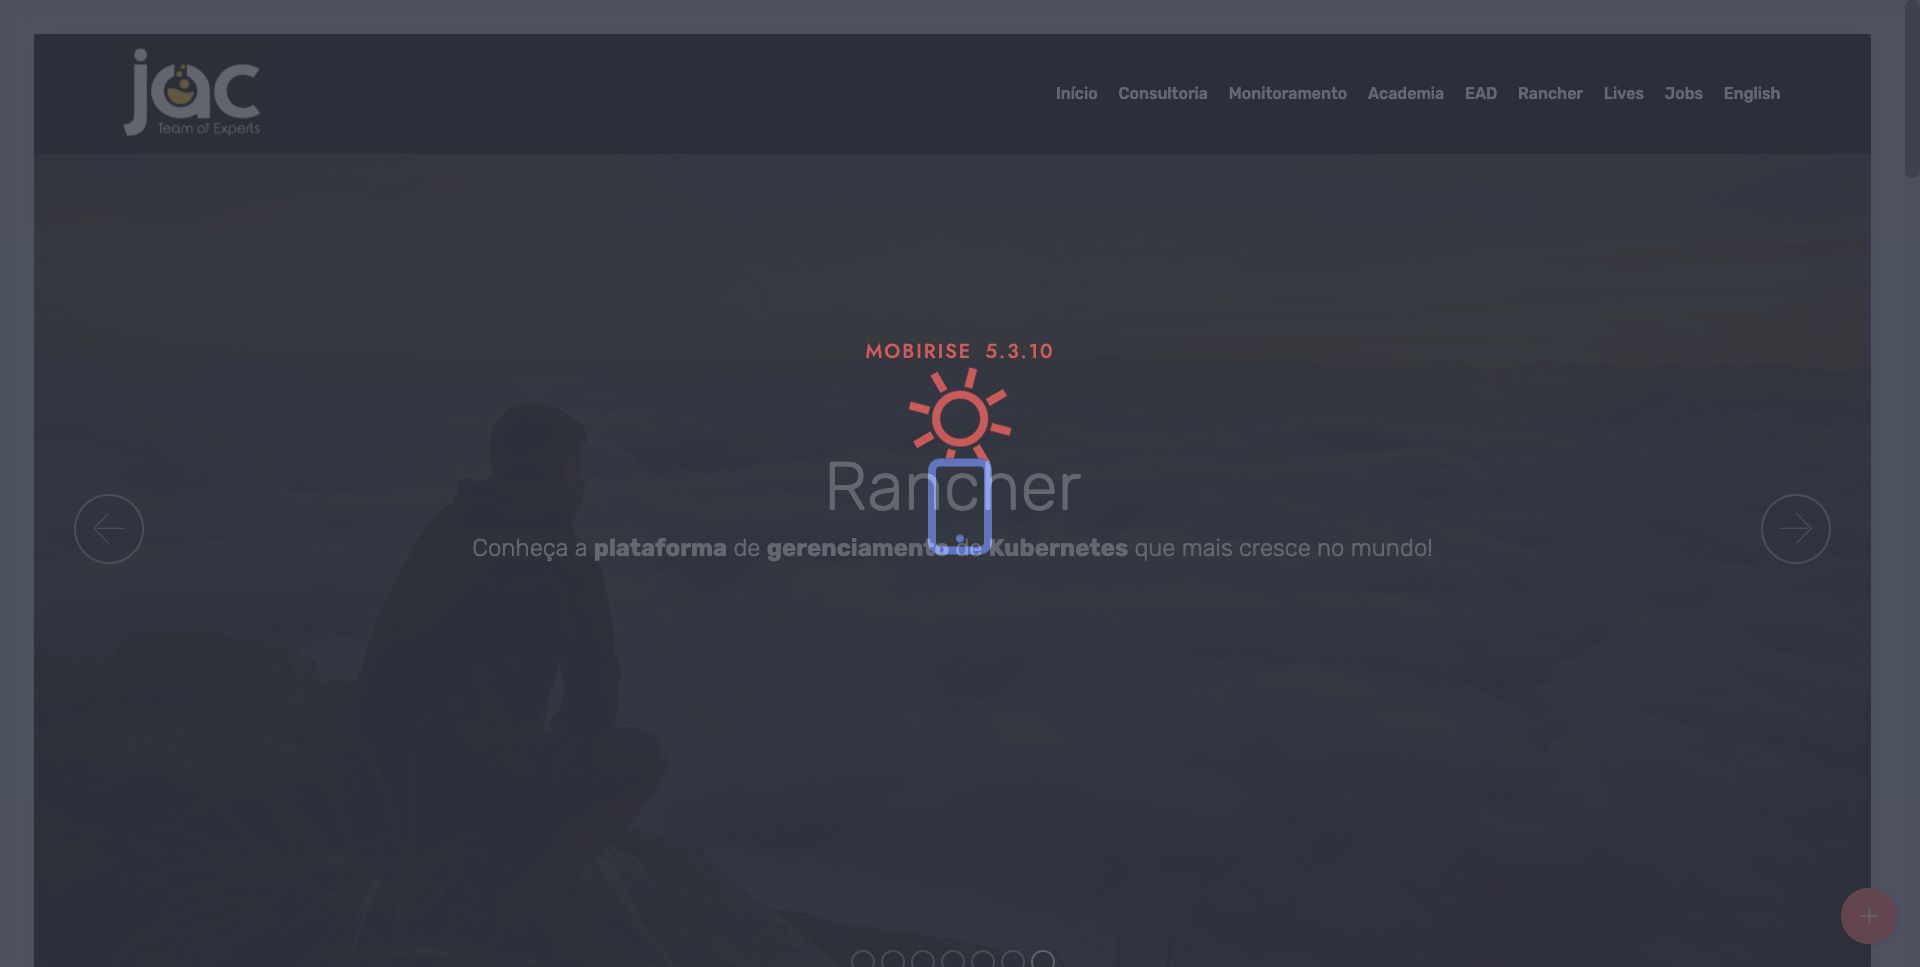 jac
Team of Experts
Início Consultoria Monitoramento Academia EAD Rancher Lives Jobs English
MOBIRISE 5.3.10
Rancher
Conheça a plataforma de gerenciamento de Kubernetes que mais cresce no mundo!